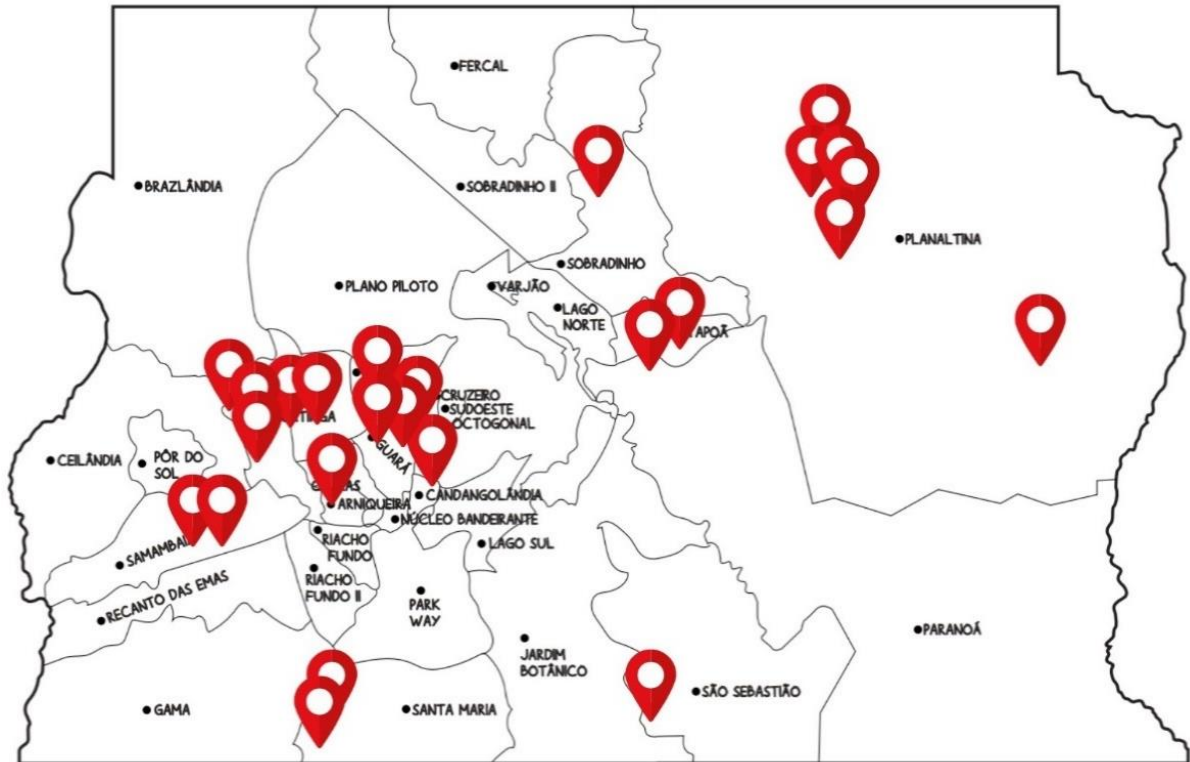 FERCAL
BRAZLÂNDIA
SOBRADINHO II
PLANALTINA
SOBRADINHO
PLANO PILOTO
VARJÃO
LAGO
NORTE
CRUZEIRO
SUDOESTE
OCTOGONAL
GUARÁ
CEILÂNDIA
PÔR DO
SOL
CANDANGOLÂNDIA
ARNIQUEIRA
NÚCLEO BANDEIRANTE
RIACHO
FUNDO
LAGO SUL
RIACHO
FUNDO II
RECANTO DAS EMAS
PARK
WAY
PARANOÁ
JARDIM
BOTÂNICO
SÃO SEBASTIÃO
GAMA
SANTA MARIA